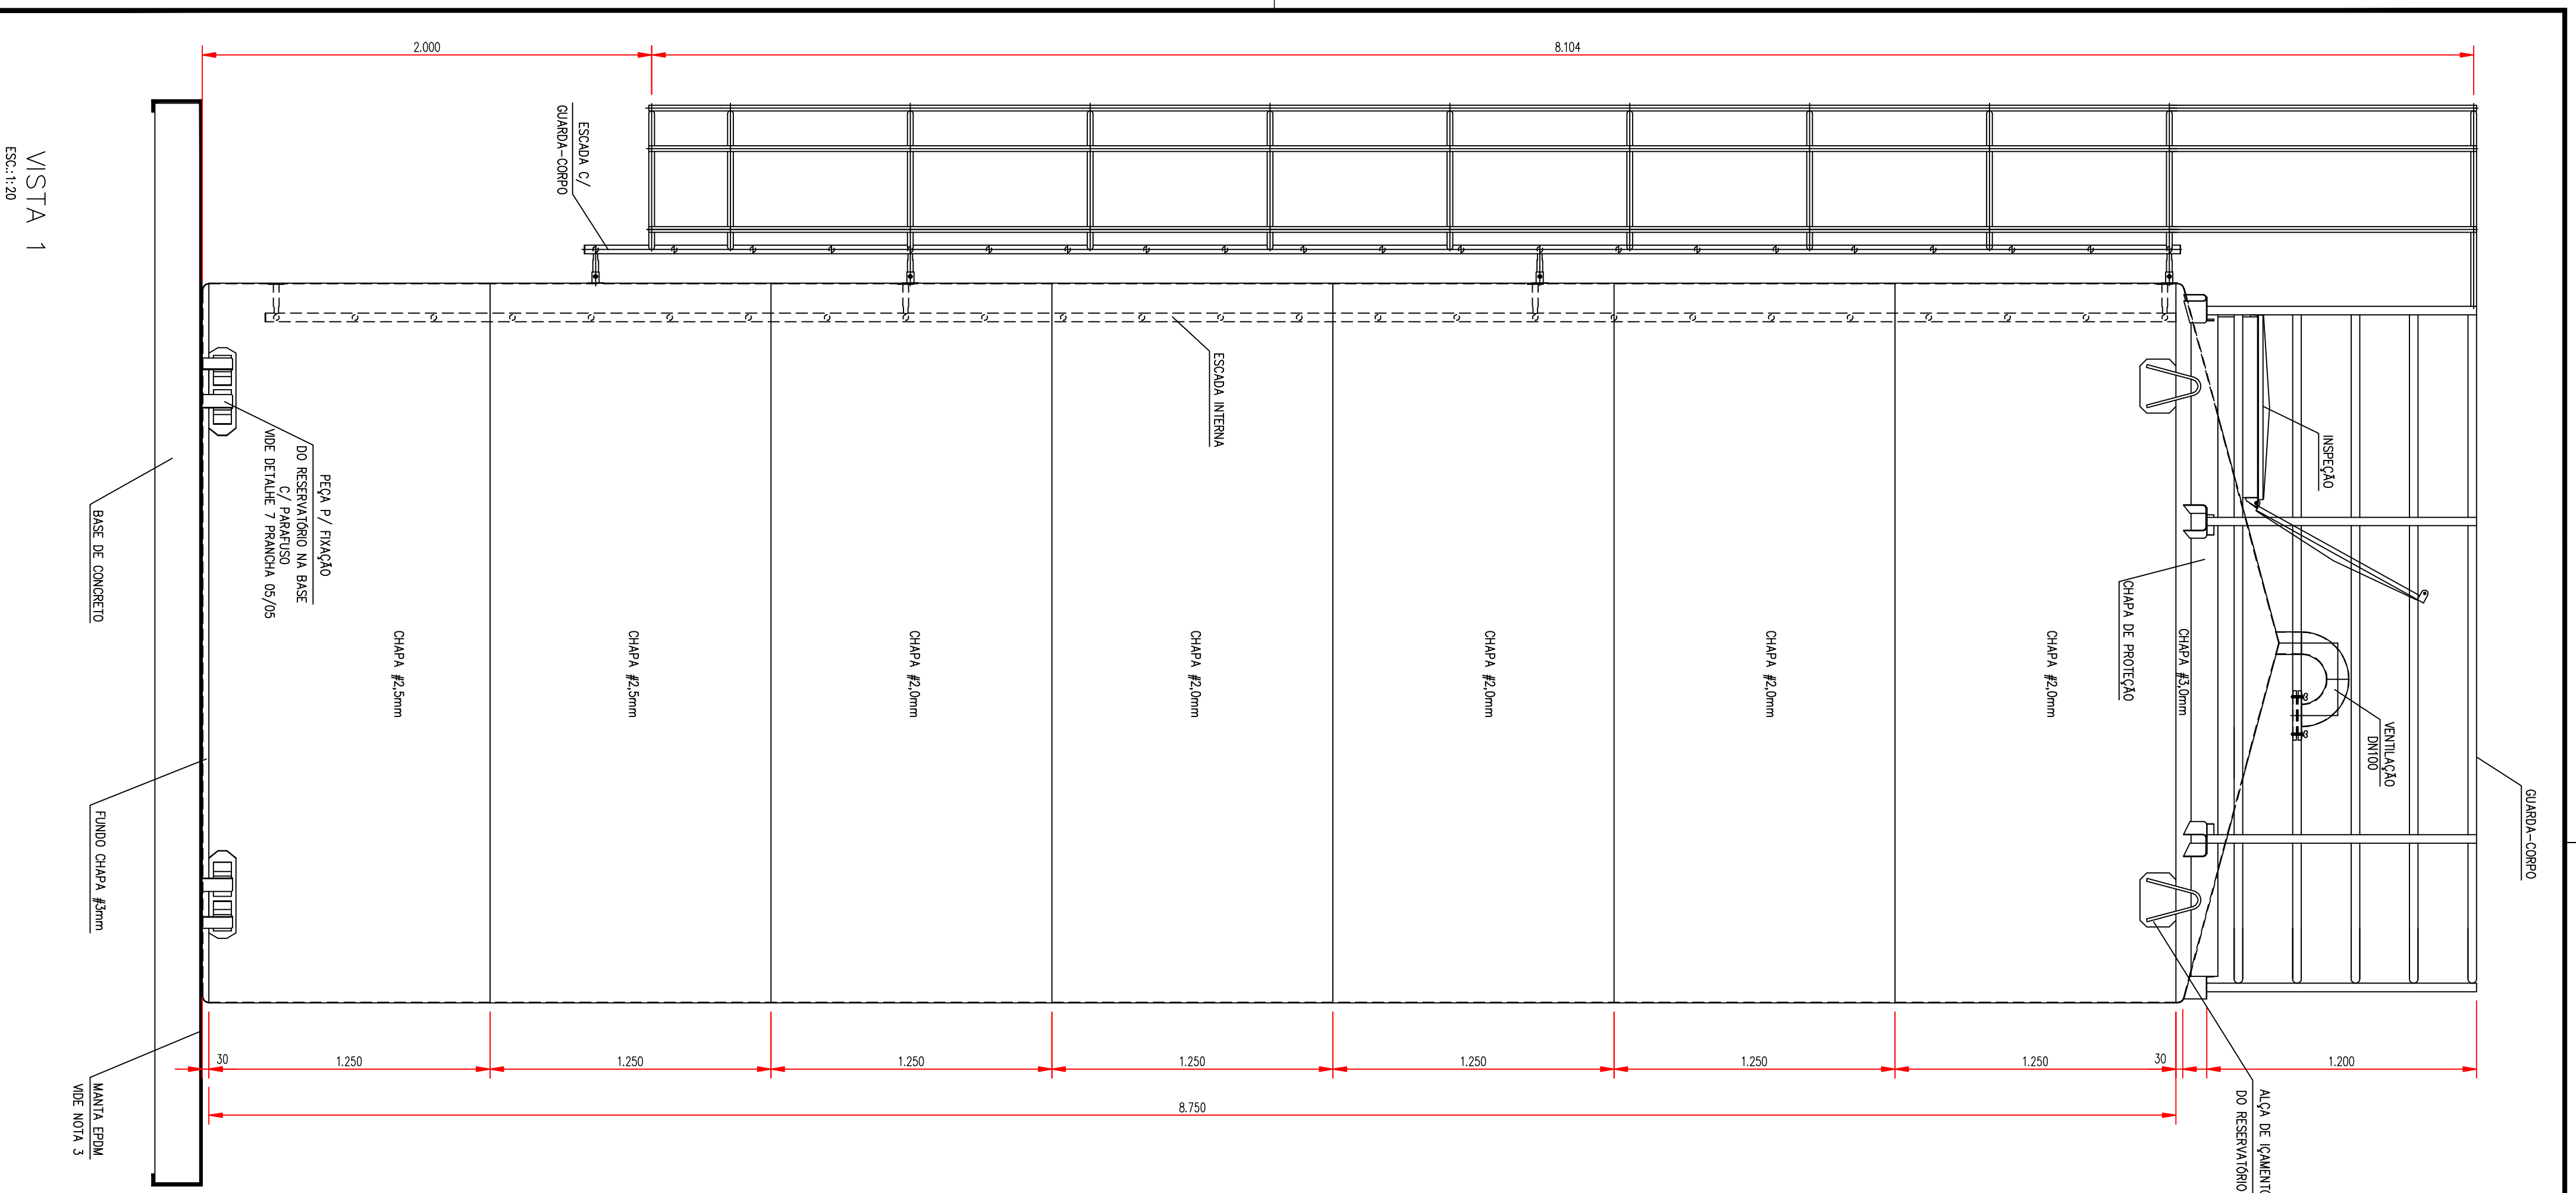 VISTA 1
ESC.:1:20
2.000
8.104
ESCADA C/
GUARDA-CORPO
ESCADA INTERNA
PEÇA P/ FIXAÇÃO
DO RESERVATÓRIO NA BASE
C/ PARAFUSO
VIDE DETALHE 7 PRANCHA 05/05
BASE DE CONCRETO
FUNDO CHAPA #3mm
MANTA EPDM
VIDE NOTA 3
CHAPA #2,5mm
CHAPA #2,5mm
CHAPA #2,0mm
CHAPA #2,0mm
CHAPA #2,0mm
CHAPA #2,0mm
CHAPA #2,0mm
CHAPA #3,0mm
CHAPA DE PROTEÇÃO
INSPEÇÃO
VENTILAÇÃO
DN100
GUARDA-CORPO
ALÇA DE IÇAMENTO
DO RESERVATÓRIO
30
1.250
1.250
1.250
1.250
1.250
1.250
1.250
30
1.200
8.750